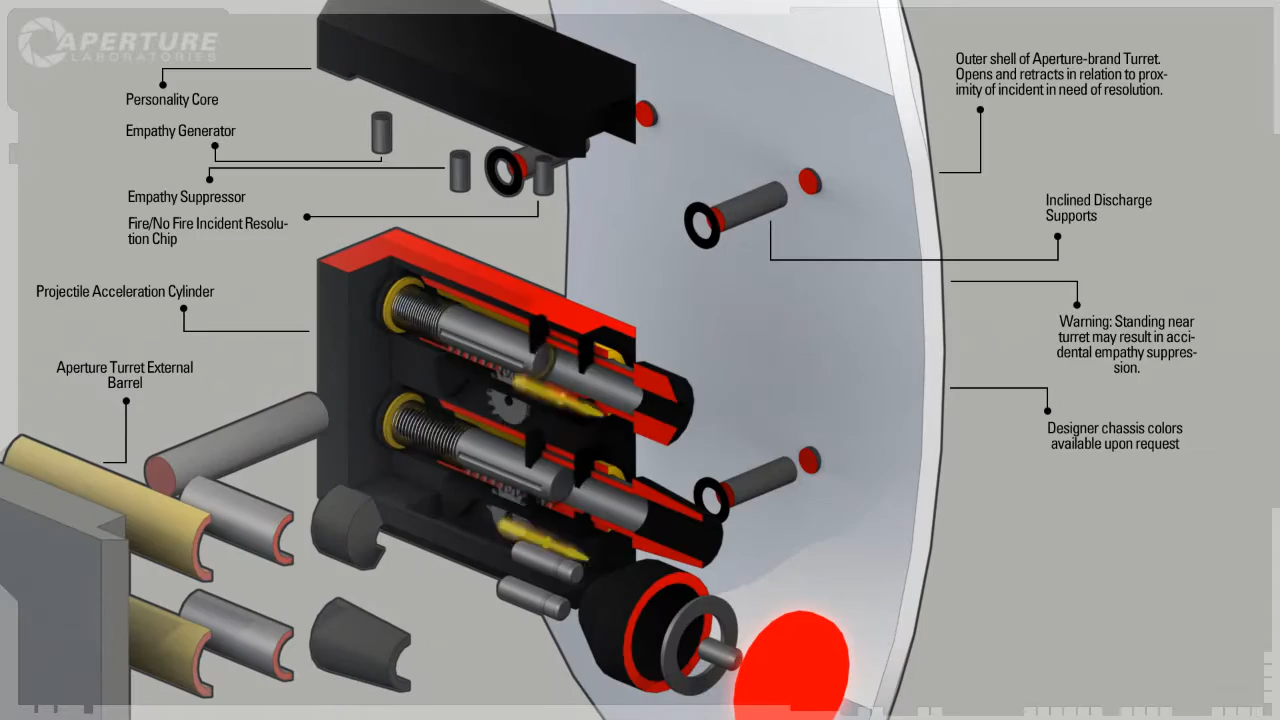 APERTURE
LABORATORIES
Personality Core
Empathy Generator
Empathy Suppressor
Fire/No Fire Incident Resolu-
tion Chip
Projectile Acceleration Cylinder
Aperture Turret External
Barrel
Outer shell of Aperture-brand Turret.
Opens and retracts in relation to prox-
imity of incident in need of resolution.
Inclined Discharge
Supports
Warning: Standing near
turret may result in acci-
dental empathy suppres-
sion.
Designer chassis colors
available upon request